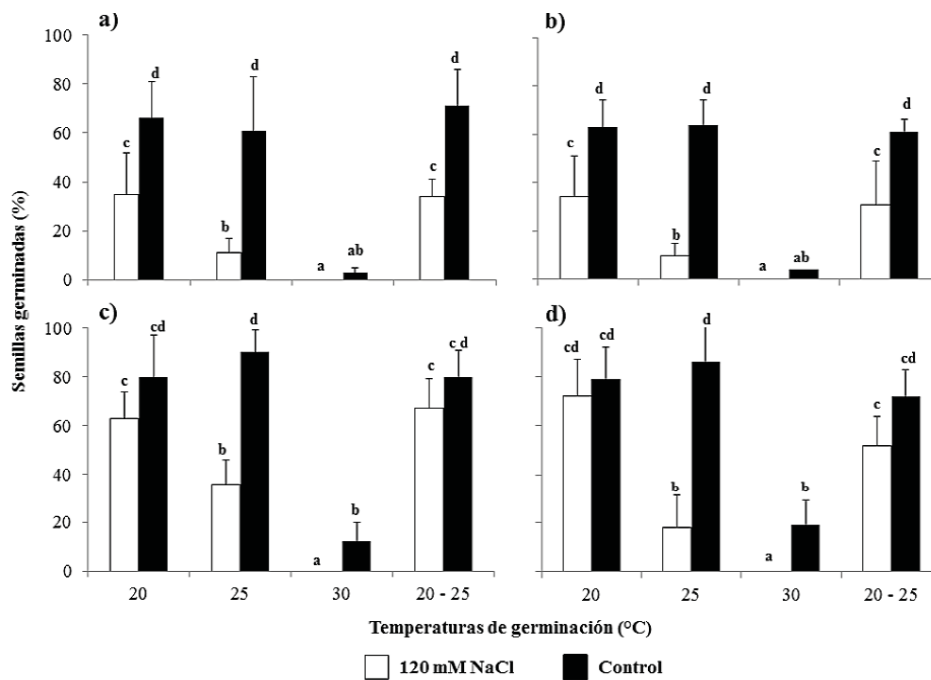 a)
b)
100
80
60
40
20
0
d
d
d
c
c
b
a
ab
d
d
d
c
c
b
a
ab
Semillas germinadas (%)
c)
d)
100
80
60
40
20
0
cd
d
c d
c
c
b
a
b
cd
cd
d
cd
c
b
a
b
20 25 30 20 - 25
20 25 30 20 - 25
Temperaturas de germinación (°C)
120 mM NaCl Control